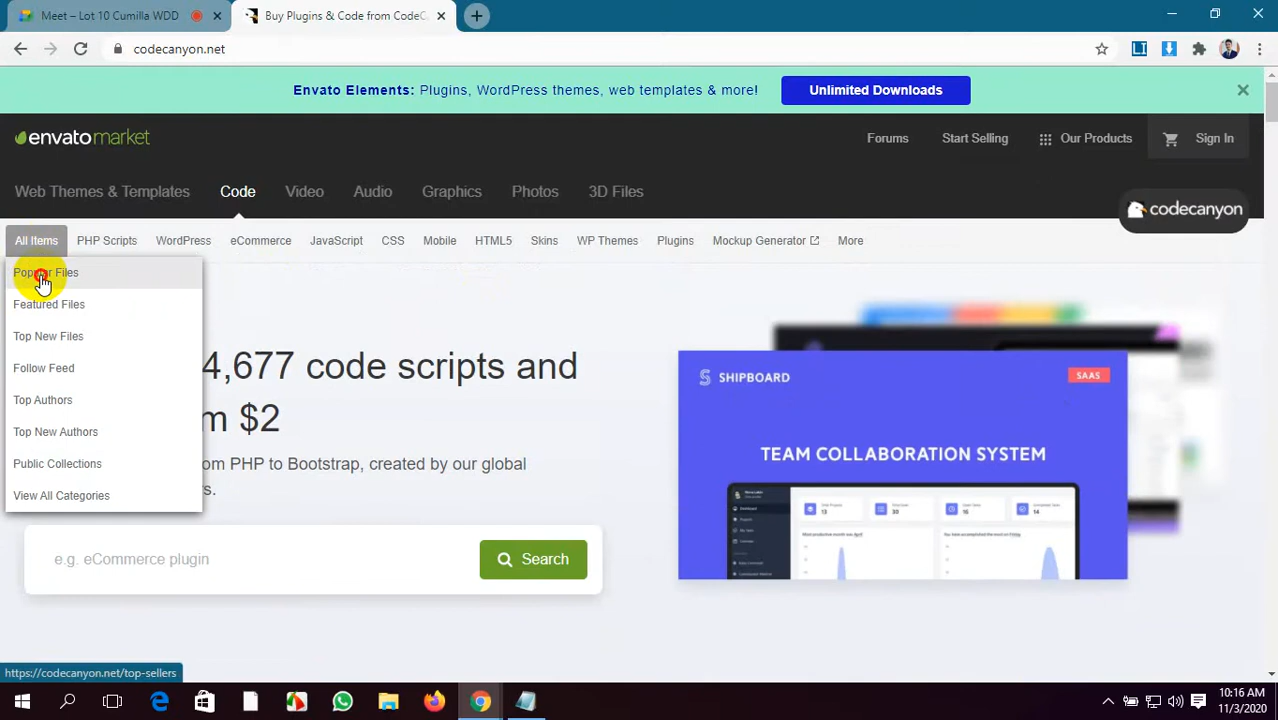 Meet – Lot 10 Cumilla WDD
Buy Plugins & Code from CodeC
codecanyon.net
Envato Elements: Plugins, WordPress themes, web templates & more!
Unlimited Downloads
envatomarket
Forums
Start Selling
Our Products
Sign In
Web Themes & Templates
Code
Video
Audio
Graphics
Photos
3D Files
codecanyon
All Items
PHP Scripts
WordPress
eCommerce
JavaScript
CSS
Mobile
HTML5
Skins
WP Themes
Plugins
Mockup Generator
More
Featured Files
Top New Files
Follow Feed
Top Authors
Top New Authors
Public Collections
View All Categories
4,677 code scripts and
m $2
om PHP to Bootstrap, created by our global
rs.
e.g. eCommerce plugin
Search
SHIPBOARD
SAAS
TEAM COLLABORATION SYSTEM
https://codecanyon.net/top-sellers
10:16 AM
11/3/2020